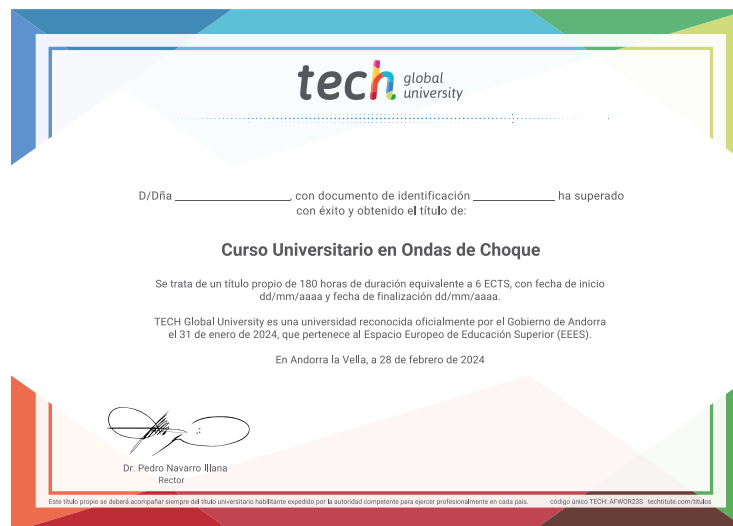 tech global university
D/Dña ____________, con documento de identificación ____________ ha superado
con éxito y obtenido el título de:
Curso Universitario en Ondas de Choque
Se trata de un título propio de 180 horas de duración equivalente a 6 ECTS, con fecha de inicio
dd/mm/aaaa y fecha de finalización dd/mm/aaaa.
TECH Global University es una universidad reconocida oficialmente por el Gobierno de Andorra
el 31 de enero de 2024, que pertenece al Espacio Europeo de Educación Superior (EEES).
En Andorra la Vella, a 28 de febrero de 2024
Dr. Pedro Navarro Illana
Rector
Este título propio se deberá acompañar siempre del título universitario habilitante expedido por la autoridad competente para ejercer profesionalmente en cada país. código único TECH: AFWOR23S techtitute.com/titulos